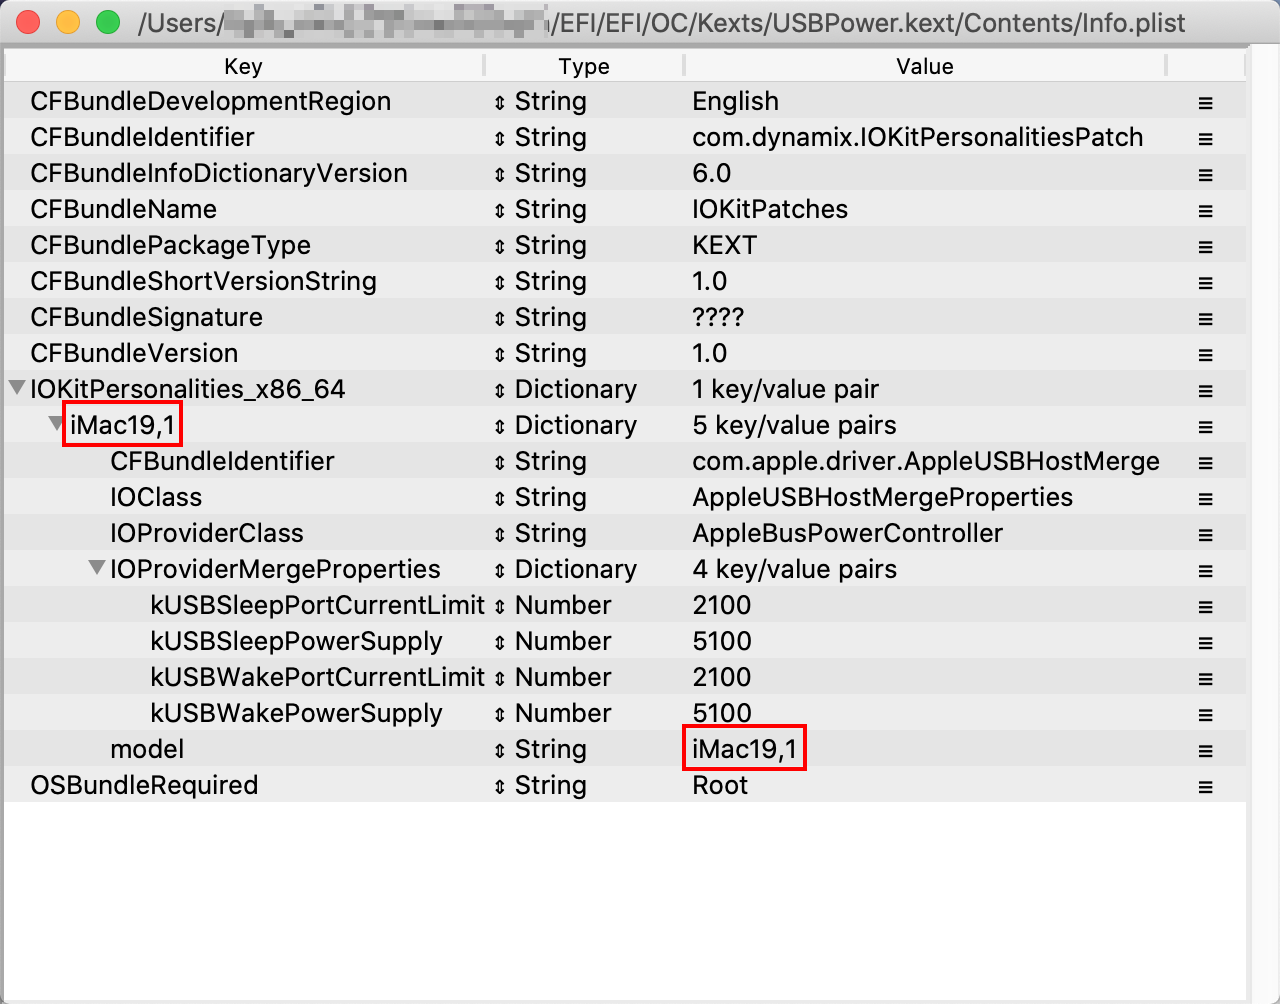 /Users/ /EFI/EFI/OC/Kexts/USBPower.kext/Contents/Info.plist
Key Type Value
CFBundleDevelopmentRegion String English
CFBundleIdentifier String com.dynamix.IOKitPersonalitiesPatch
CFBundleInfoDictionaryVersion String 6.0
CFBundleName String IOKitPatches
CFBundlePackageType String KEXT
CFBundleShortVersionString String 1.0
CFBundleSignature String ????
CFBundleVersion String 1.0
IOKitPersonalities_x86_64 Dictionary 1 key/value pair
iMac19,1 Dictionary 5 key/value pairs
CFBundleIdentifier String com.apple.driver.AppleUSBHostMerge
IOClass String AppleUSBHostMergeProperties
IOProviderClass String AppleBusPowerController
IOProviderMergeProperties Dictionary 4 key/value pairs
kUSBSleepPortCurrentLimit Number 2100
kUSBSleepPowerSupply Number 5100
kUSBWakePortCurrentLimit Number 2100
kUSBWakePowerSupply Number 5100
model String iMac19,1
OSBundleRequired String Root